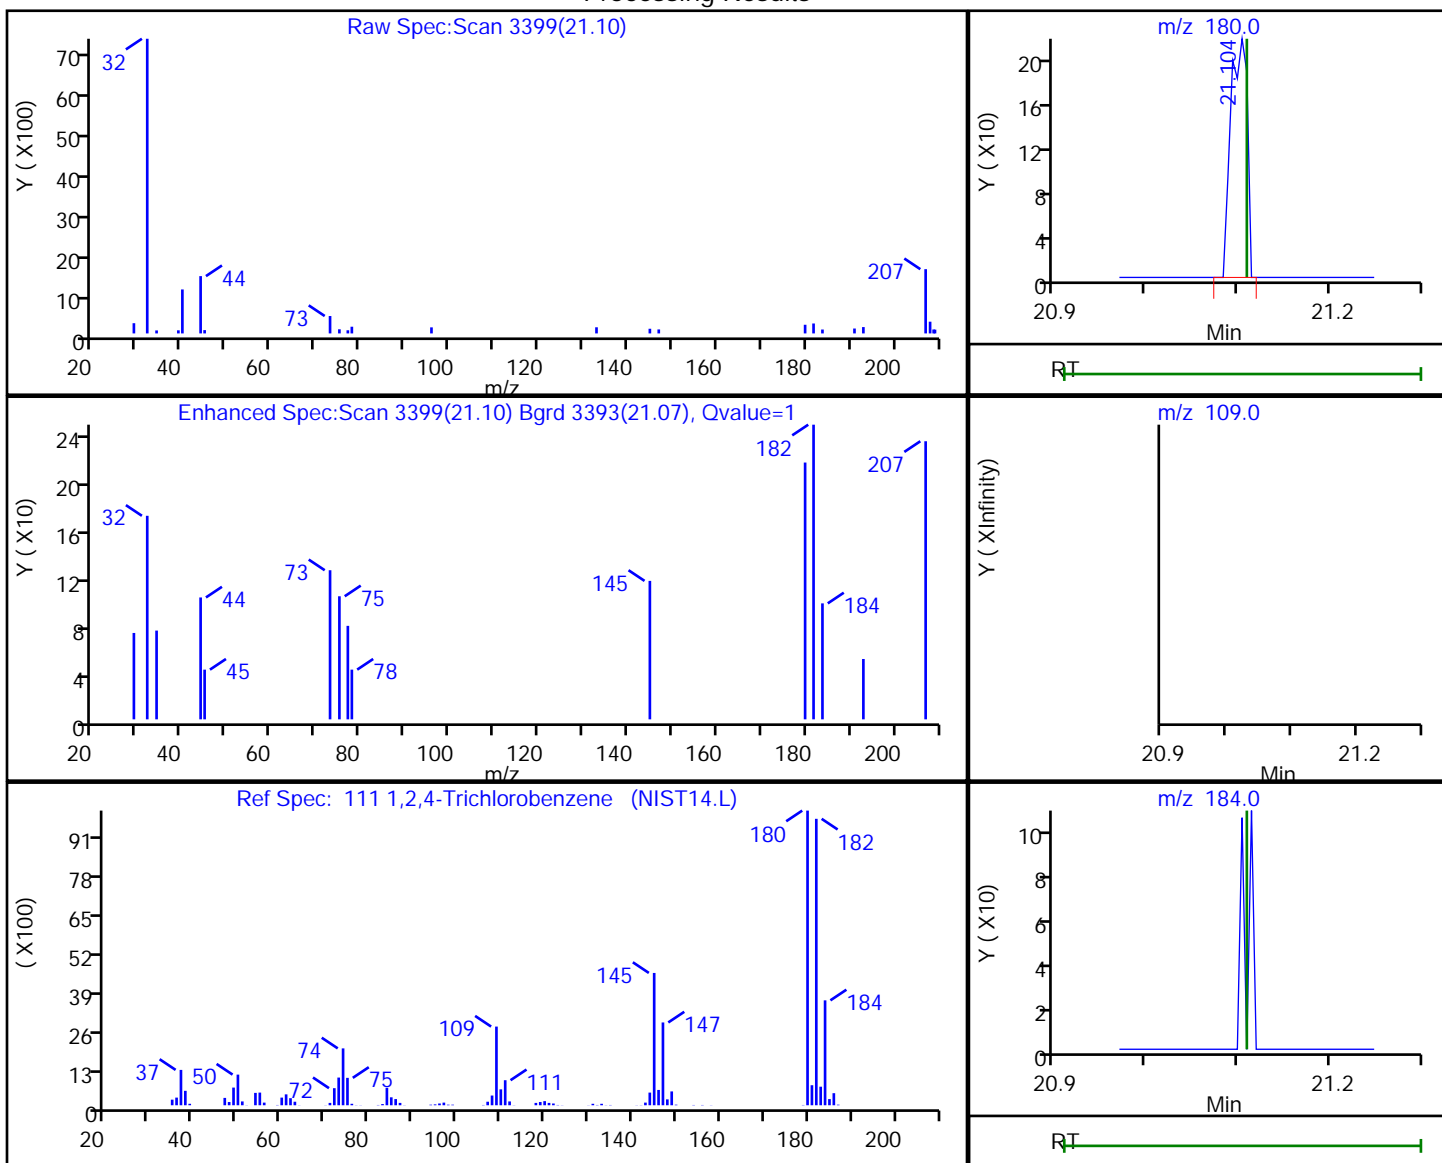 Processing Results
Raw Spec:Scan 3399(21.10)
Y ( X100)
70
60
50
40
30
20
10
0
32
44
73
207
20 40 60 80 100 120 140 160 180 200
m/z
m/z 180.0
Y ( X10)
20
16
12
8
4
0
21.104
20.9 21.2
Min
RT
Enhanced Spec:Scan 3399(21.10) Bgrd 3393(21.07), Qvalue=1
Y ( X10)
24
20
16
12
8
4
0
32
44
45
73
75
78
145
182
184
207
20 40 60 80 100 120 140 160 180 200
m/z
m/z 109.0
Y ( XInfinity)
20.9 21.2
Min
Ref Spec: 111 1,2,4-Trichlorobenzene (NIST14.L)
( X100)
91
78
65
52
39
26
13
0
37
50
72
74
75
109
111
145
147
180
182
184
20 40 60 80 100 120 140 160 180 200
m/z 184.0
Y ( X10)
10
8
6
4
2
0
20.9 21.2
Min
RT